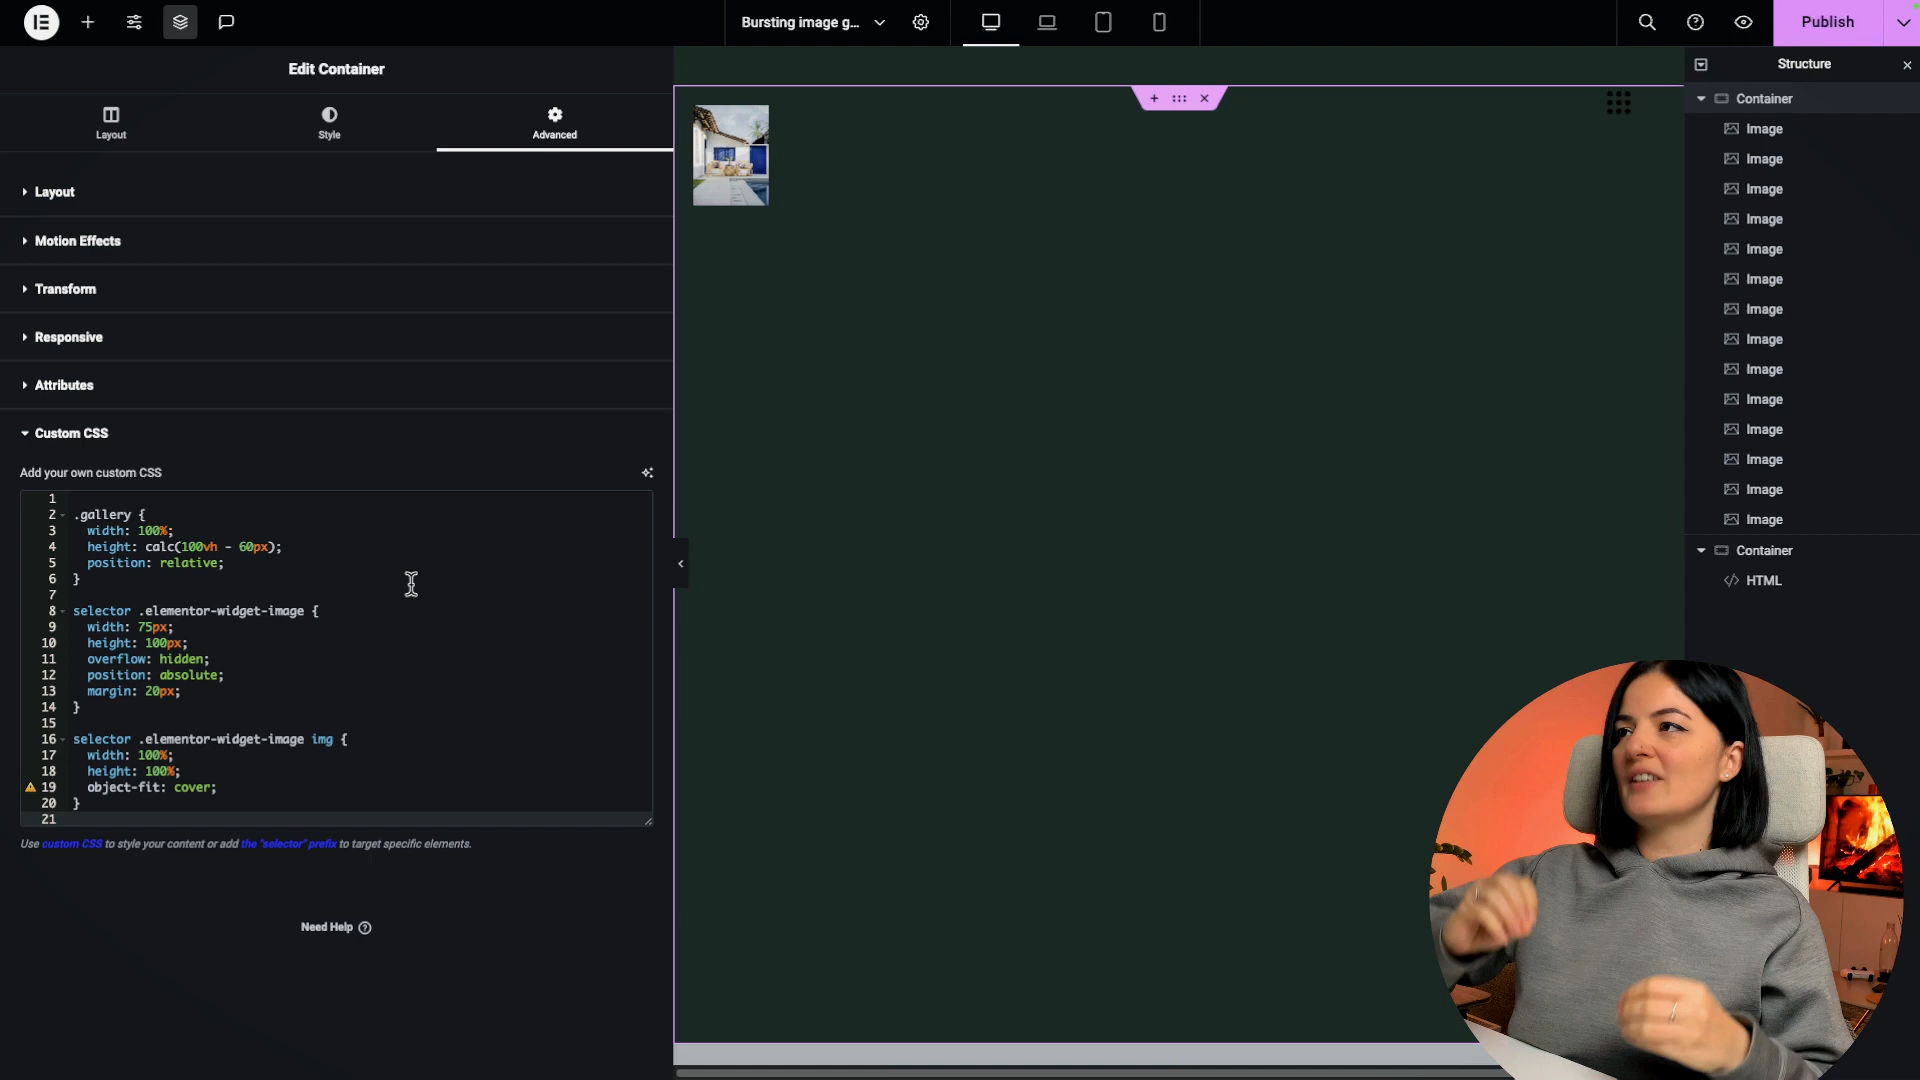 Bursting image g...
Publish
Edit Container
Layout
Style
Advanced
Layout
Motion Effects
Transform
Responsive
Attributes
Custom CSS
Add your own custom CSS
1
2 .gallery {
3 width: 100%;
4 height: calc(100vh - 60px);
5 position: relative;
6 }
7
8 selector .elementor-widget-image {
9 width: 75px;
10 height: 100px;
11 overflow: hidden;
12 position: absolute;
13 margin: 20px;
14 }
15
16 selector .elementor-widget-image img {
17 width: 100%;
18 height: 100%;
19 object-fit: cover;
20 }
21
Use custom CSS to style your content or add the "selector" prefix to target specific elements.
Need Help
Structure
Container
Image
Image
Image
Image
Image
Image
Image
Image
Image
Image
Image
Image
Image
Image
Container
HTML